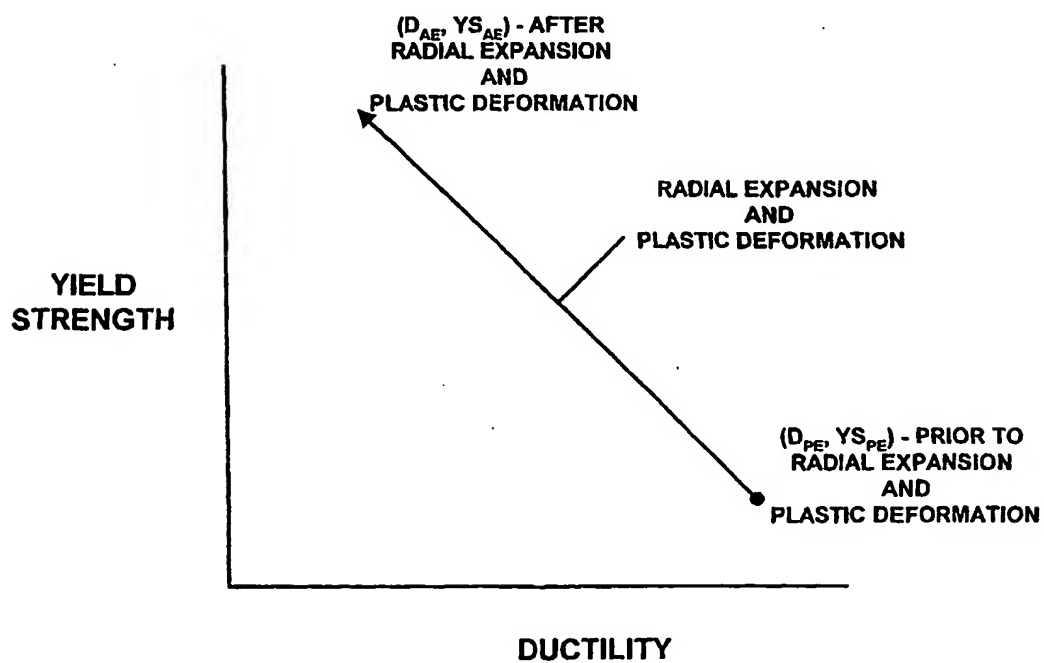 (D_AE, YS_AE) - AFTER
RADIAL EXPANSION
AND
PLASTIC DEFORMATION
RADIAL EXPANSION
AND
PLASTIC DEFORMATION
YIELD
STRENGTH
(D_PE, YS_PE) - PRIOR TO
RADIAL EXPANSION
AND
PLASTIC DEFORMATION
DUCTILITY